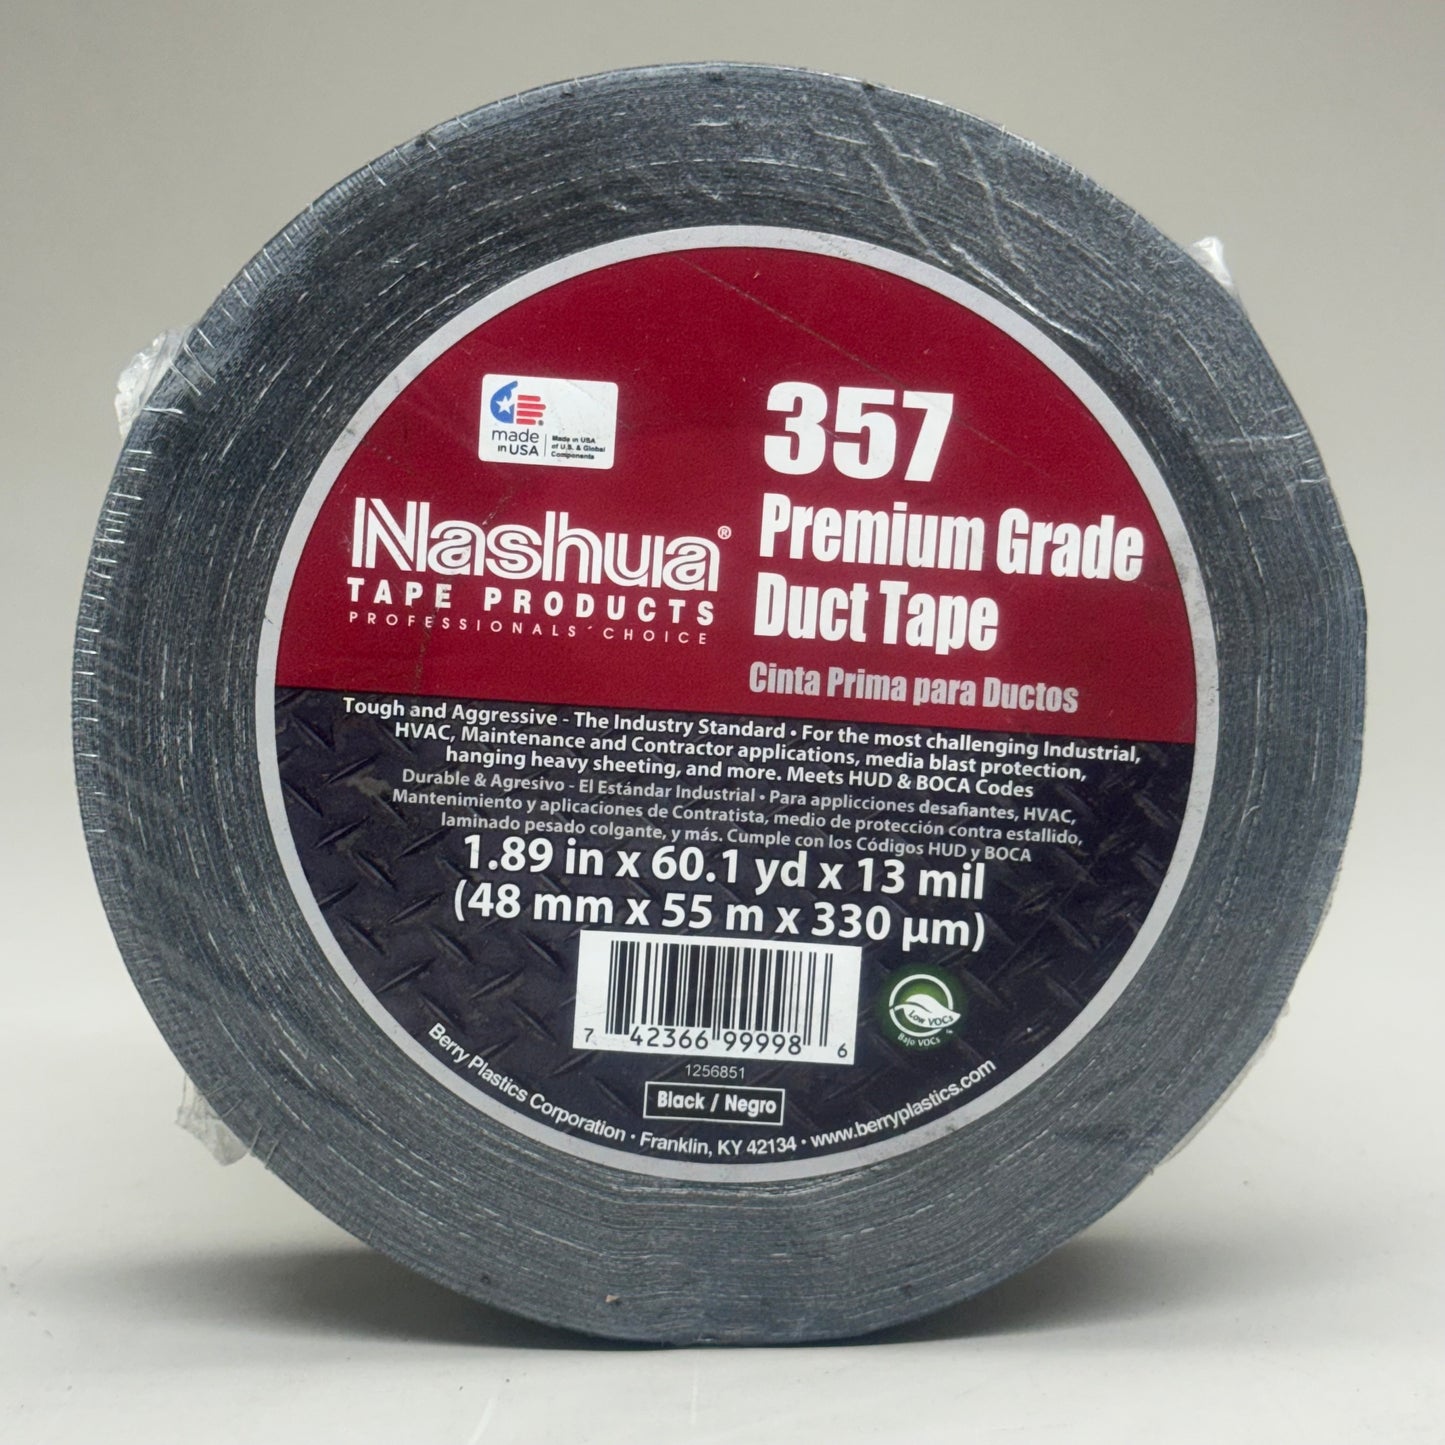 made
in USA
Made in USA
of U.S. & Global
Components
Nashua®
TAPE PRODUCTS
PROFESSIONALS' CHOICE
357
Premium Grade
Duct Tape
Cinta Prima para Ductos
Tough and Aggressive - The Industry Standard • For the most challenging Industrial,
HVAC, Maintenance and Contractor applications, media blast protection,
hanging heavy sheeting, and more. Meets HUD & BOCA Codes
Durable & Agresivo - El Estándar Industrial • Para applicciones desafiantes, HVAC,
Mantenimiento y aplicaciones de Contratista, medio de protección contra estallido,
laminado pesado colgante, y más. Cumple con los Códigos HUD y BOCA
1.89 in x 60.1 yd x 13 mil
(48 mm x 55 m x 330 µm)
7 42366 99998 6
Low VOCs
Bajo VOCs ™
1256851
Black / Negro
Berry Plastics Corporation • Franklin, KY 42134 • www.berryplastics.com